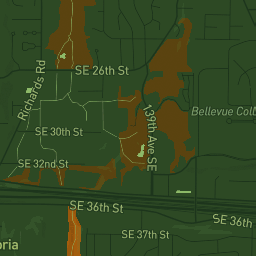 SE 26th St
Richards Rd
139th Ave SE
Bellevue Coll
SE 30th St
SE 32nd St
SE 36th St
SE 36th
SE 37th St
oria